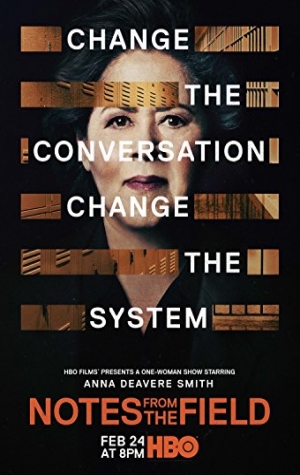 CHANGE
THE
CONVERSATION
CHANGE
THE
SYSTEM
HBO FILMS® PRESENTS A ONE-WOMAN SHOW STARRING
ANNA DEAVERE SMITH
NOTES FROM THE FIELD
FEB 24
AT 8PM HBO